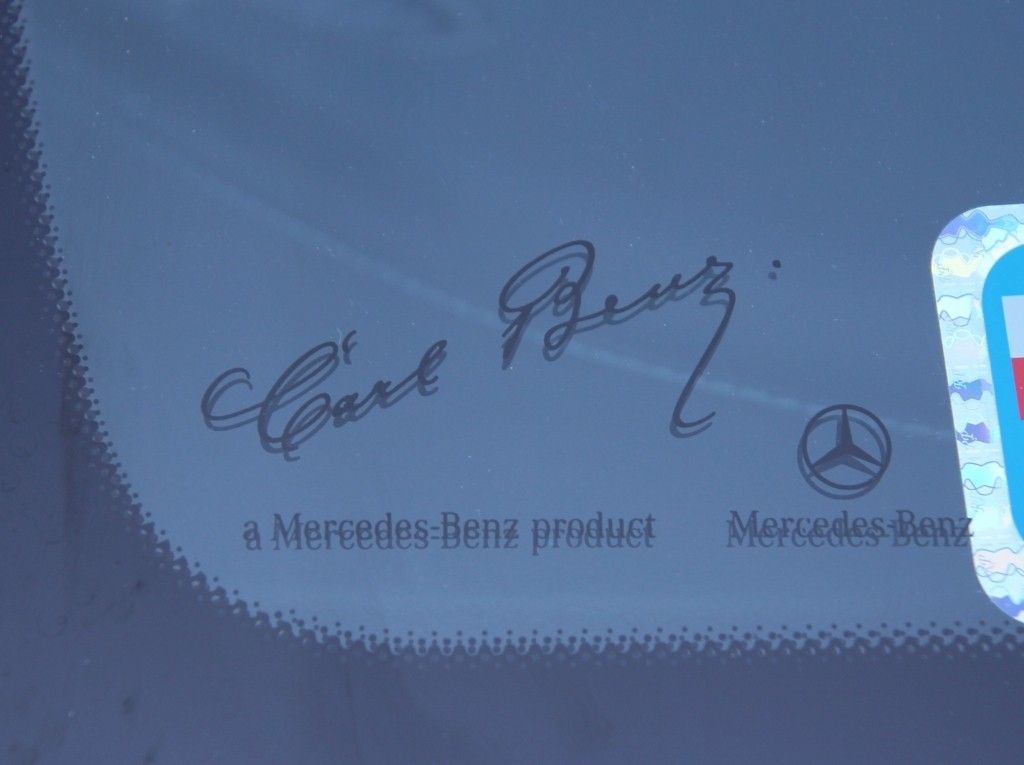 Carl Benz.
a Mercedes-Benz product
Mercedes-Benz